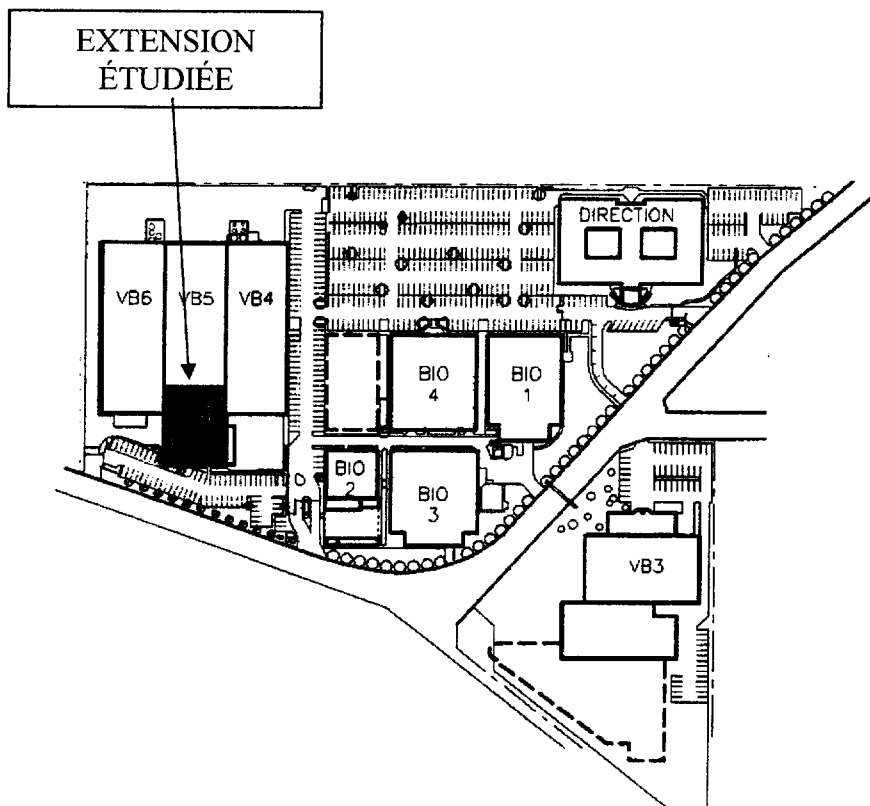 EXTENSION
ÉTUDIÉE
DIRECTION
VB6
VB5
VB4
BIO
4
BIO
1
BIO
2
BIO
3
VB3